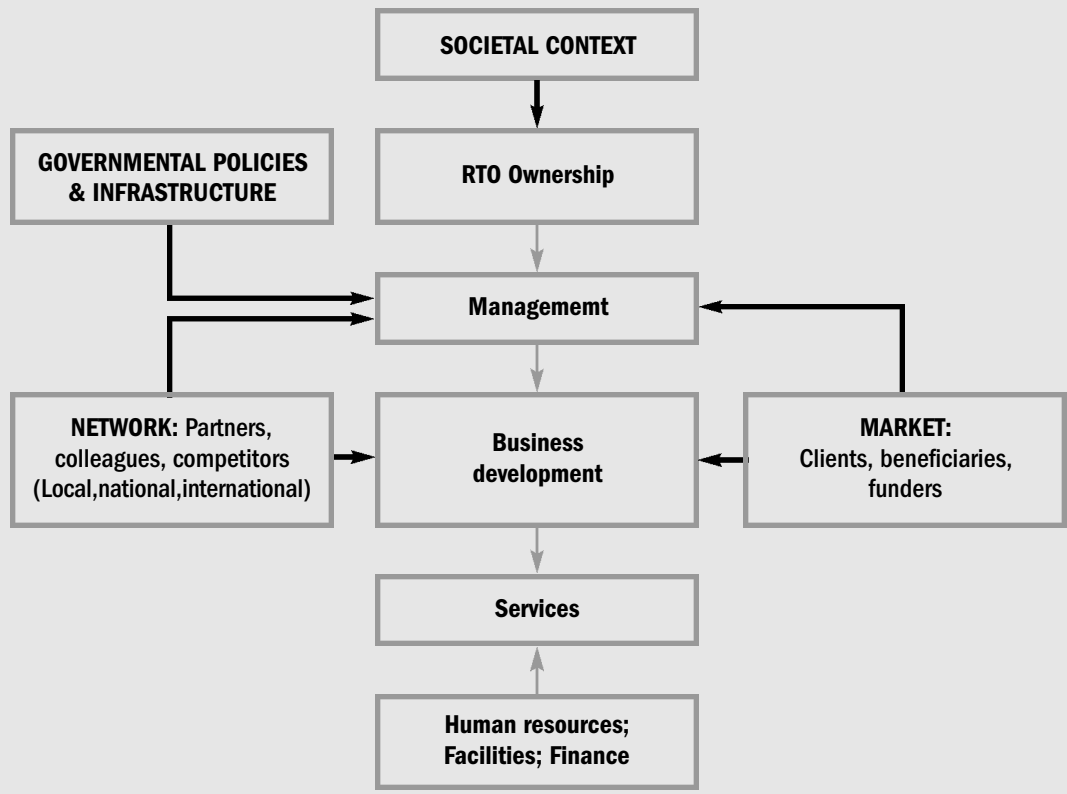 SOCIETAL CONTEXT
GOVERNMENTAL POLICIES
& INFRASTRUCTURE
RTO Ownership
Managememt
NETWORK: Partners,
colleagues, competitors
(Local,national,international)
Business
development
MARKET:
Clients, beneficiaries,
funders
Services
Human resources;
Facilities; Finance